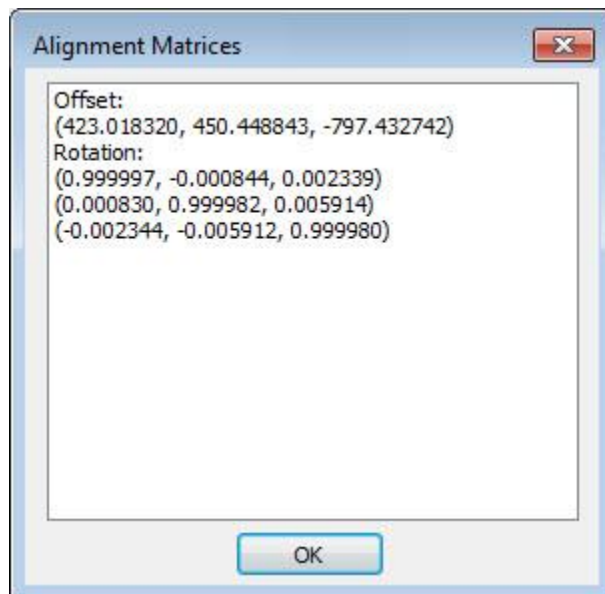 Alignment Matrices
Offset:
(423.018320, 450.448843, -797.432742)
Rotation:
(0.999997, -0.000844, 0.002339)
(0.000830, 0.999982, 0.005914)
(-0.002344, -0.005912, 0.999980)
OK